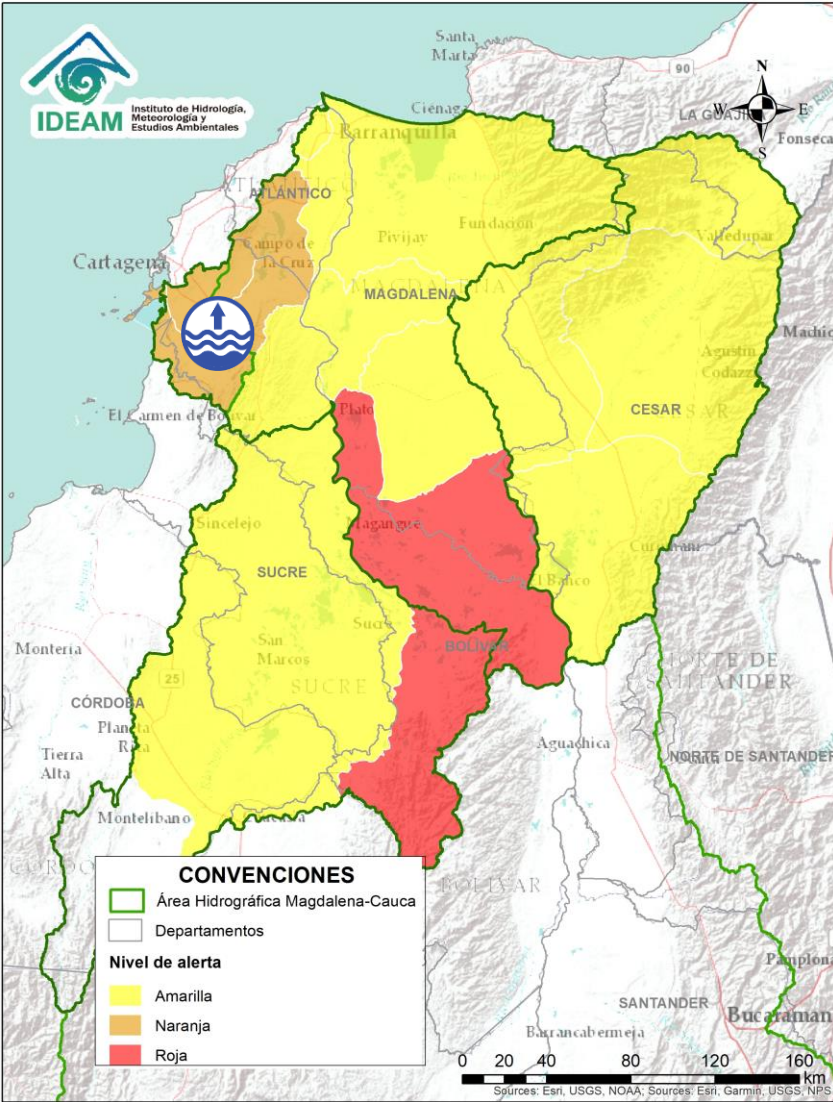 IDEAM
Instituto de Hidrología,
Meteorología y
Estudios Ambientales
Santa
Marta
90
N
W
E
S
Ciénaga
LA GUAJIRA
Fonseca
Barranquilla
ATLÁNTICO
ATLÁNTICO
Cartagena
Campo de
la Cruz
Pivijay
Fundación
Valledupar
MAGDALENA
MAGDALENA
Agustín
Codazzi
CESAR
CESAR
El Carmen de Bolívar
Plato
Sincelejo
Magangué
SUCRE
El Banco
Sucre
BOLÍVAR
Montería
San
Marcos
SUCRE
NORTE DE
SANTANDER
25
CÓRDOBA
Planeta
Rica
Tierra
Alta
Aguachica
NORTE DE SANTANDER
Montelíbano
BOLÍVAR
CONVENCIONES
Área Hidrográfica Magdalena-Cauca
Departamentos
Nivel de alerta
Amarilla
Naranja
Roja
Pamplona
SANTANDER
Bucaraman
Barrancabermeja
0 20 40 80 120 160
km
Sources: Esri, USGS, NOAA; Sources: Esri, Garmin, USGS, NPS